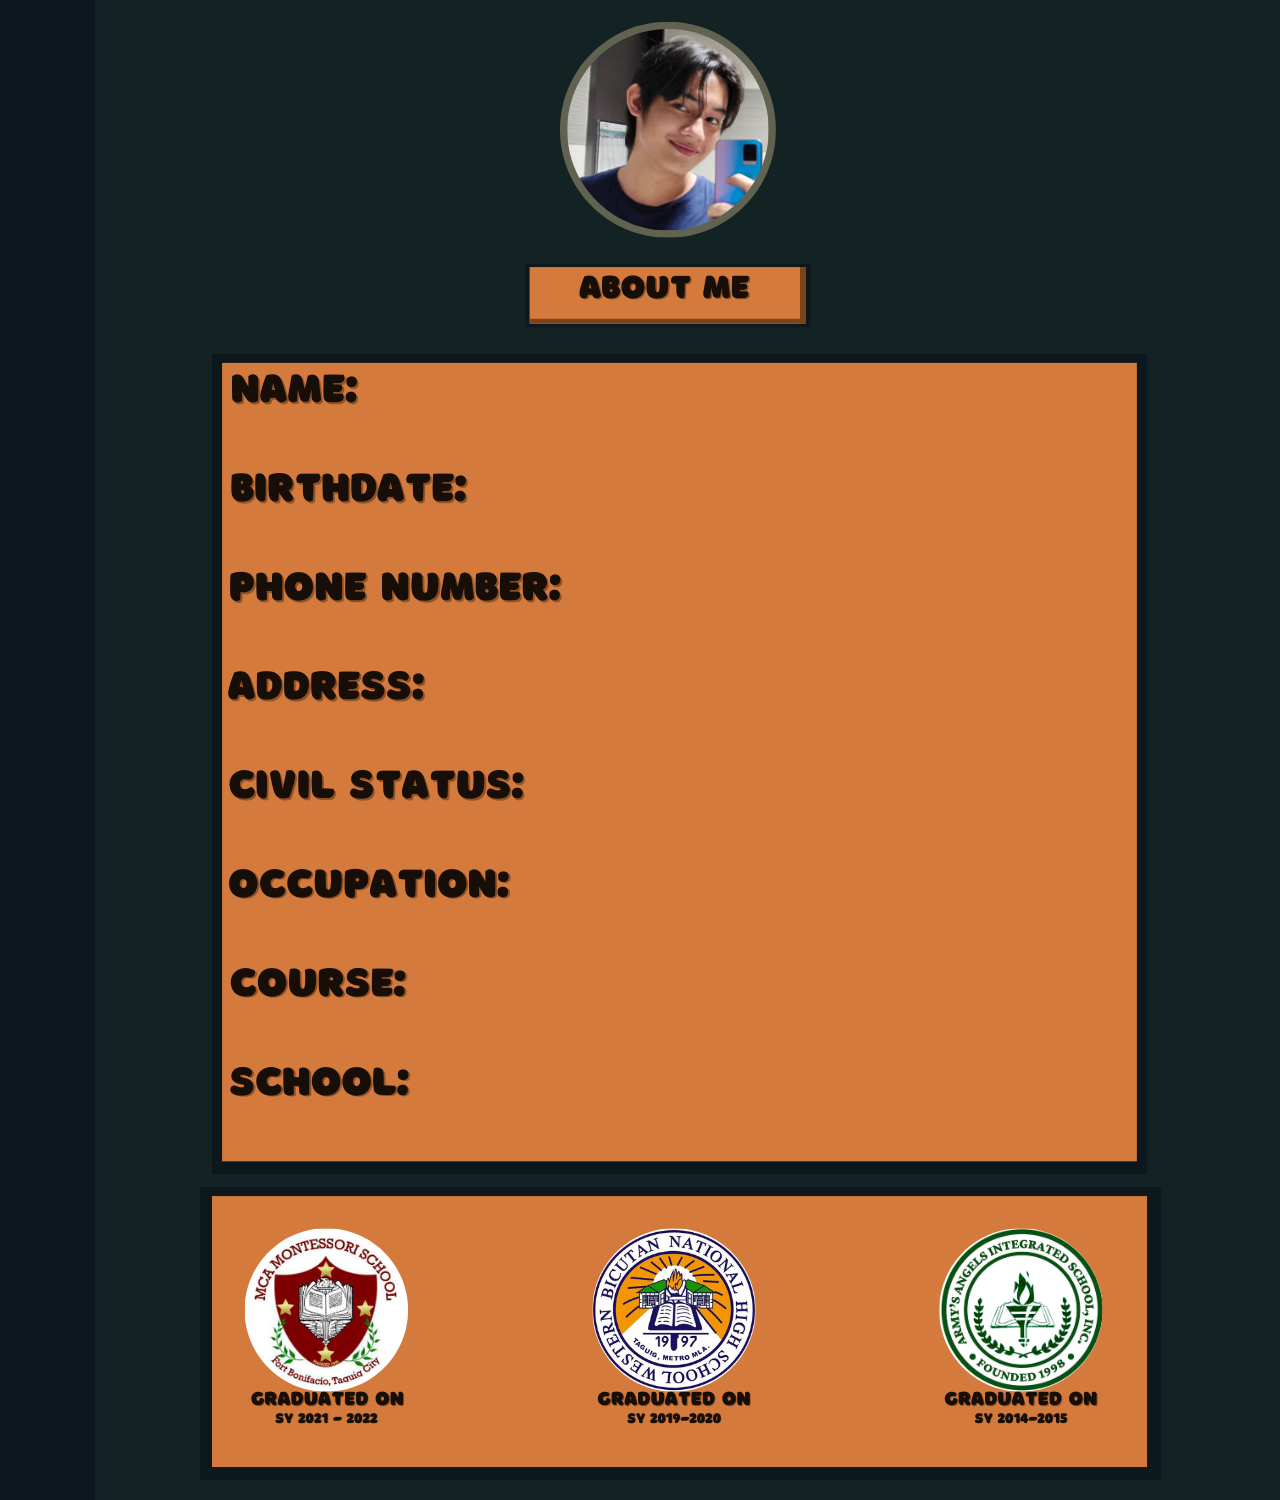 ABOUT ME
NAME:
BIRTHDATE:
PHONE NUMBER:
ADDRESS:
CIVIL STATUS:
OCCUPATION:
COURSE:
SCHOOL:
MCA MONTESSORI SCHOOL
Fort Bonifacio, Taguig City
GRADUATED ON
SY 2021 - 2022
WESTERN BICUTAN NATIONAL HIGH SCHOOL
1997
TAGUIG, METRO MLA.
GRADUATED ON
SY 2019-2020
ARMY'S ANGELS INTEGRATED SCHOOL, INC.
• FOUNDED 1998 •
GRADUATED ON
SY 2014-2015